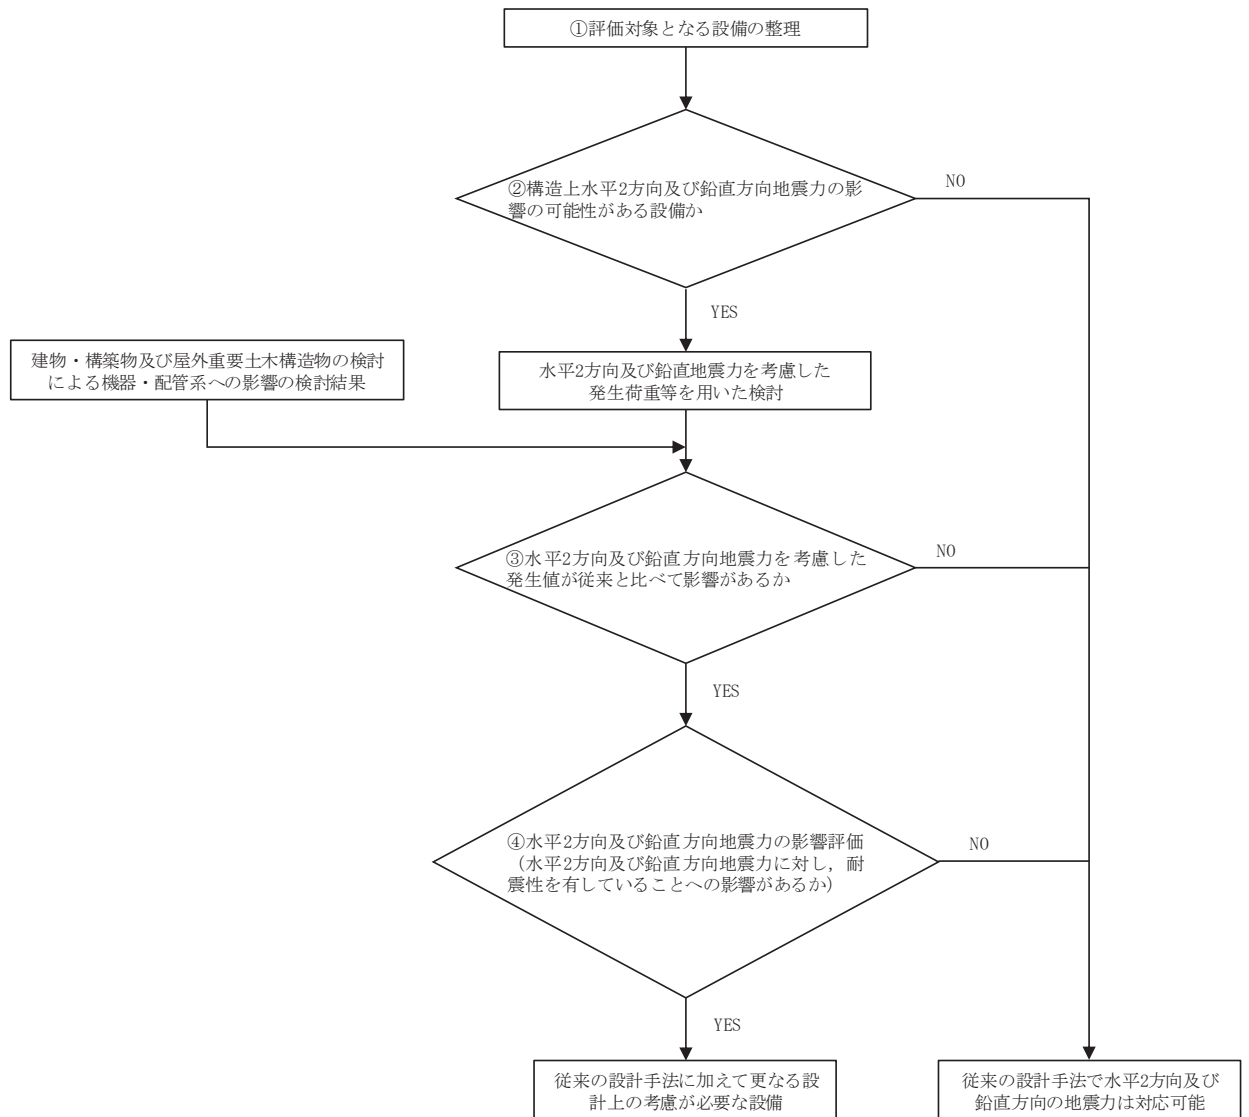 ①評価対象となる設備の整理
②構造上水平2方向及び鉛直方向地震力の影
響の可能性がある設備か
NO
YES
建物・構築物及び屋外重要土木構造物の検討
による機器・配管系への影響の検討結果
水平2方向及び鉛直地震力を考慮した
発生荷重等を用いた検討
③水平2方向及び鉛直方向地震力を考慮した
発生値が従来と比べて影響があるか
NO
YES
④水平2方向及び鉛直方向地震力の影響評価
（水平2方向及び鉛直方向地震力に対し，耐
震性を有していることへの影響があるか）
NO
YES
従来の設計手法に加えて更なる設
計上の考慮が必要な設備
従来の設計手法で水平2方向及び
鉛直方向の地震力は対応可能